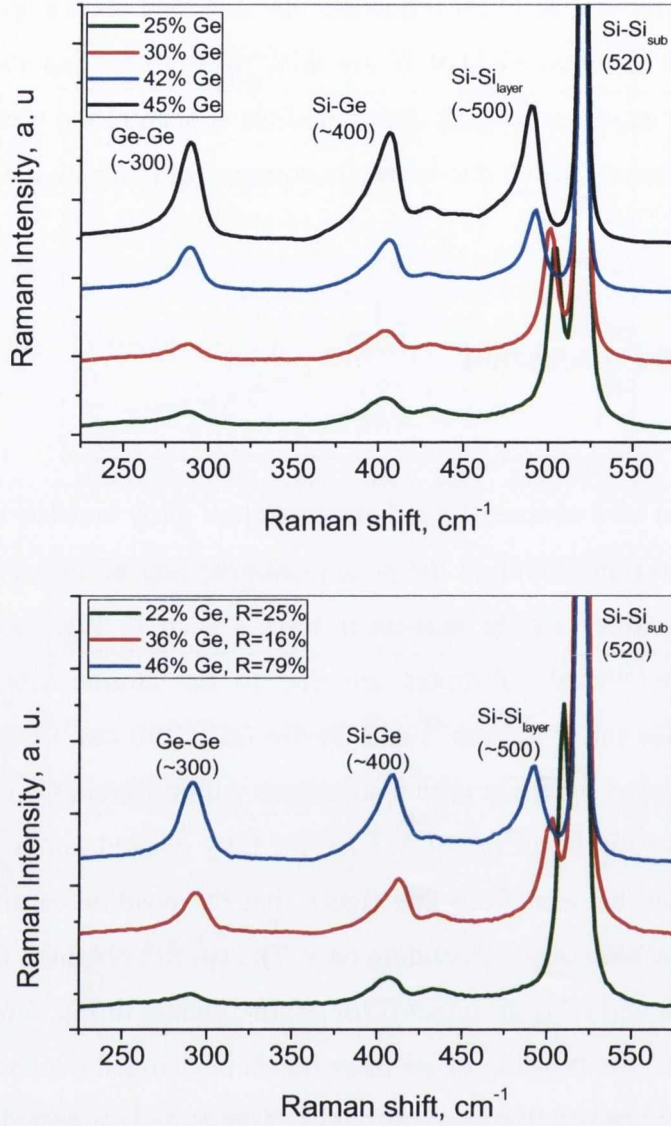 25% Ge
30% Ge
42% Ge
45% Ge
Ge-Ge
(~300)
Si-Ge
(~400)
Si-Si_layer
(~500)
Si-Si_sub
(520)
Raman Intensity, a. u
250 300 350 400 450 500 550
Raman shift, cm⁻¹
22% Ge, R=25%
36% Ge, R=16%
46% Ge, R=79%
Ge-Ge
(~300)
Si-Ge
(~400)
Si-Si_layer
(~500)
Si-Si_sub
(520)
Raman Intensity, a. u.
250 300 350 400 450 500 550
Raman shift, cm⁻¹